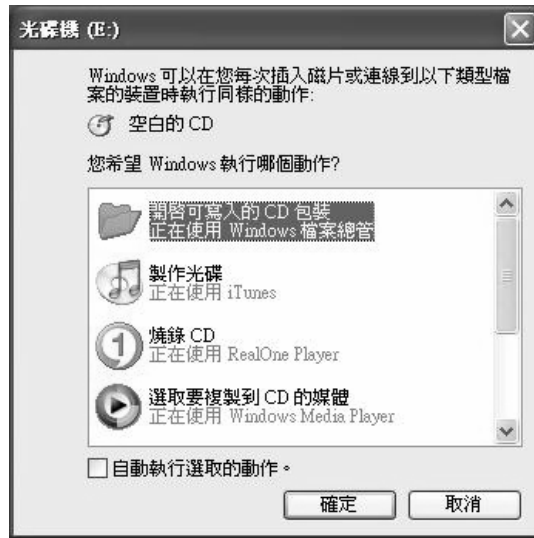 光碟機 (E:)
Windows 可以在您每次插入磁片或連線到以下類型檔
案的裝置時執行同樣的動作:
空白的 CD
您希望 Windows 執行哪個動作?
開啓可寫入的 CD 包裝
正在使用 Windows 檔案總管
製作光碟
正在使用 iTunes
1
燒錄 CD
正在使用 RealOne Player
選取要複製到 CD 的媒體
正在使用 Windows Media Player
自動執行選取的動作。
確定
取消